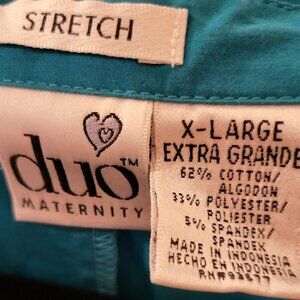 STRETCH
duo™
MATERNITY
X-LARGE
EXTRA GRANDE
62% COTTON/
ALGODON
33% POLYESTER/
POLIESTER
5% SPANDEX/
SPANDEX
MADE IN INDONESIA
HECHO EN INDONESIA